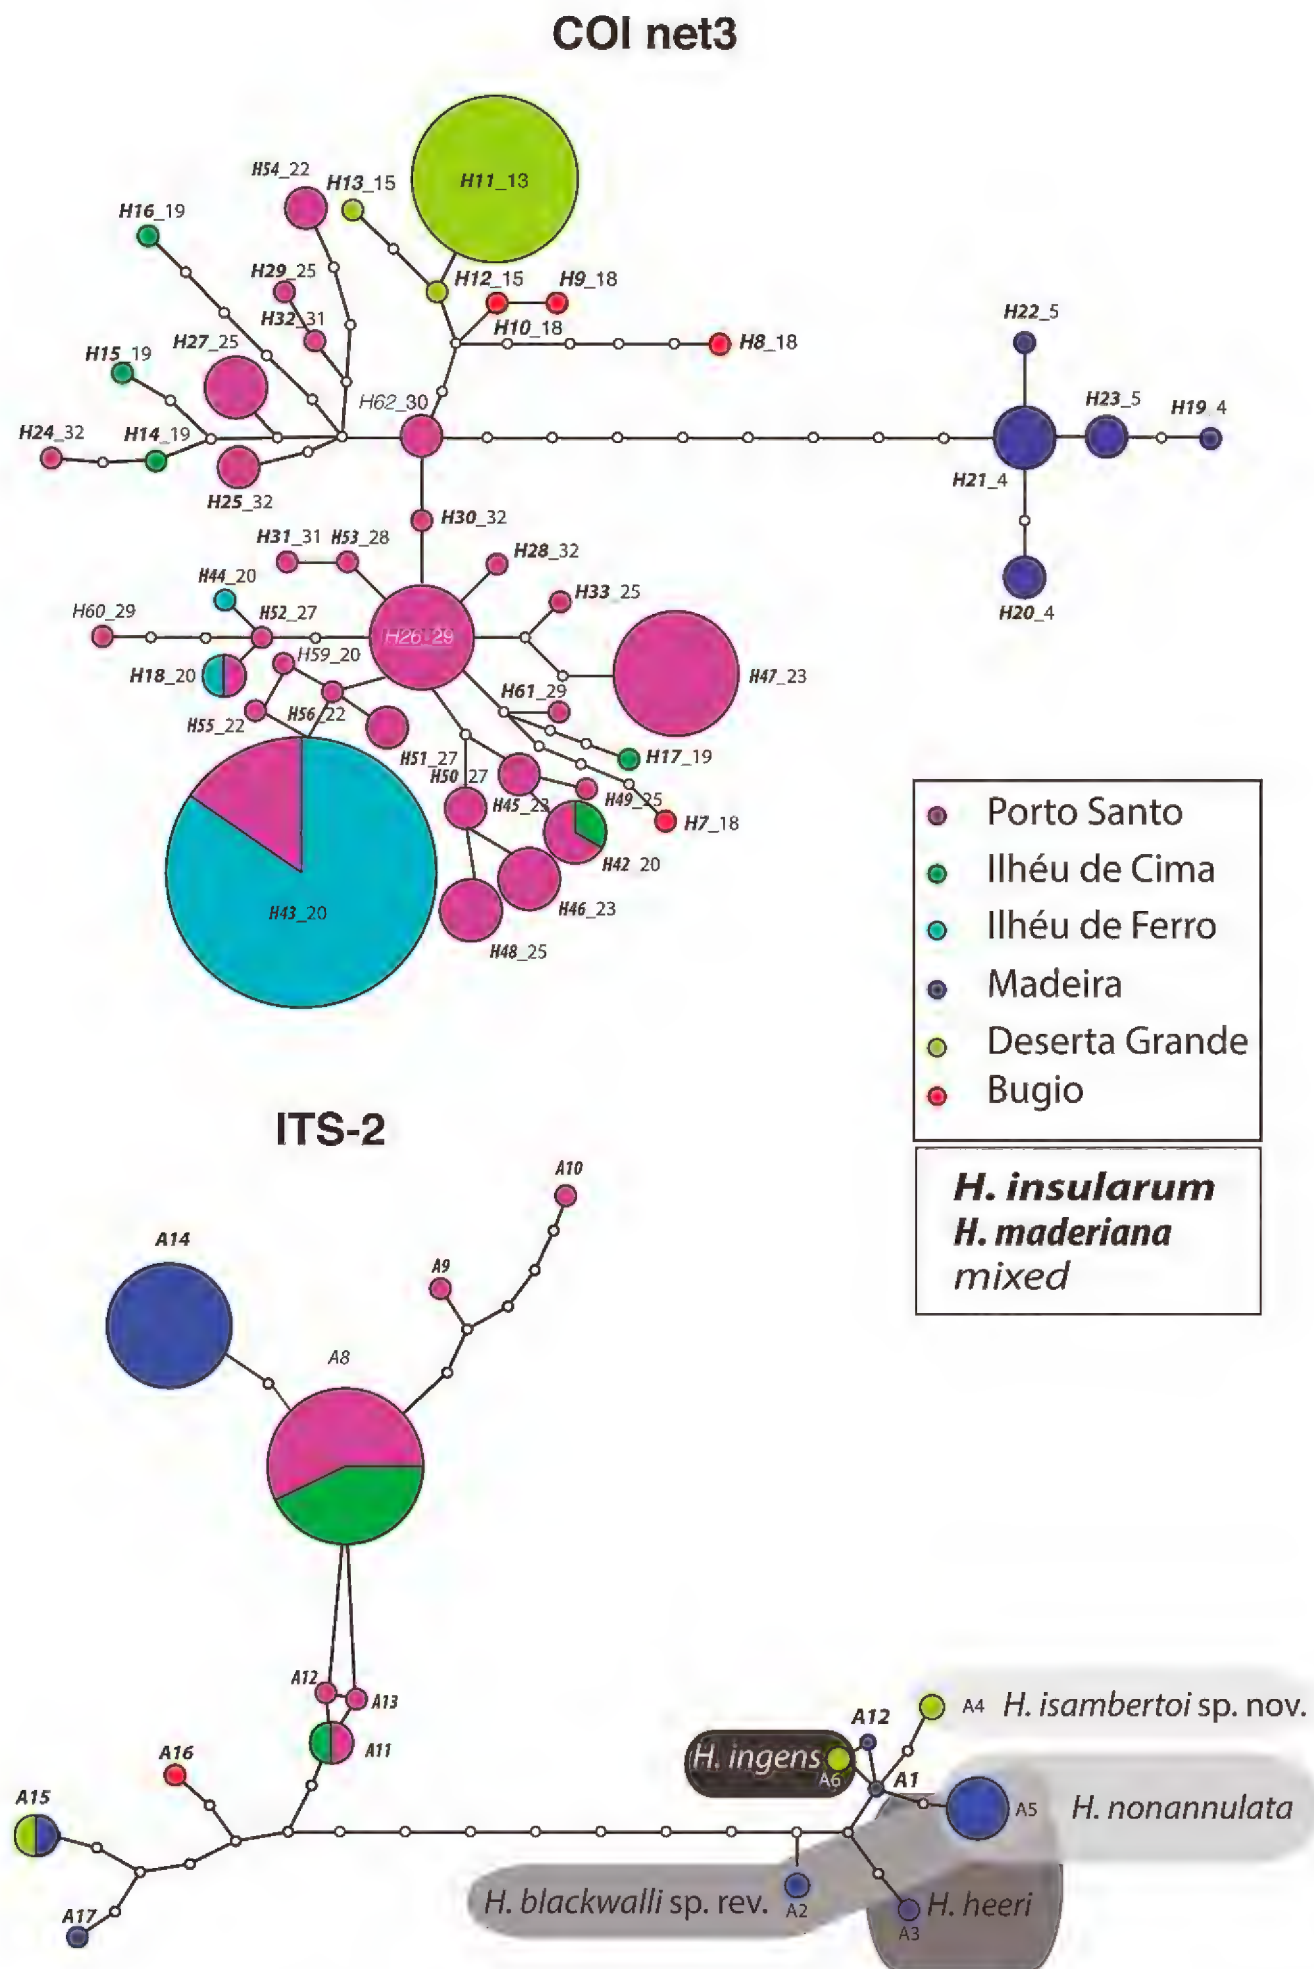 COI net3
H54_22
H13_15
H11_13
H16_19
H29_25
H12_15
H9_18
H32_31
H10_18
H22_5
H27_25
H8_18
H15_19
H62_30
H23_5
H19_4
H24_32
H14_19
H21_4
H25_32
H30_32
H31_31
H53_28
H28_32
H44_20
H33_25
H60_29
H52_27
H26_29
H20_4
H59_20
H18_20
H47_23
H61_29
H55_22
H56_22
H51_27
H17_19
H50_27
H45_23
H49_25
H7_18
H42_20
H43_20
H46_23
H48_25
Porto Santo
Ilhéu de Cima
Ilhéu de Ferro
Madeira
Deserta Grande
Bugio
H. insularum
H. maderiana
mixed
ITS-2
A10
A14
A9
A8
A12
A13
A11
A16
A15
A17
A4 H. isambertoi sp. nov.
A12
H. ingens
A6
A1
A5 H. nonannulata
H. blackwalli sp. rev. A2
H. heeri
A3